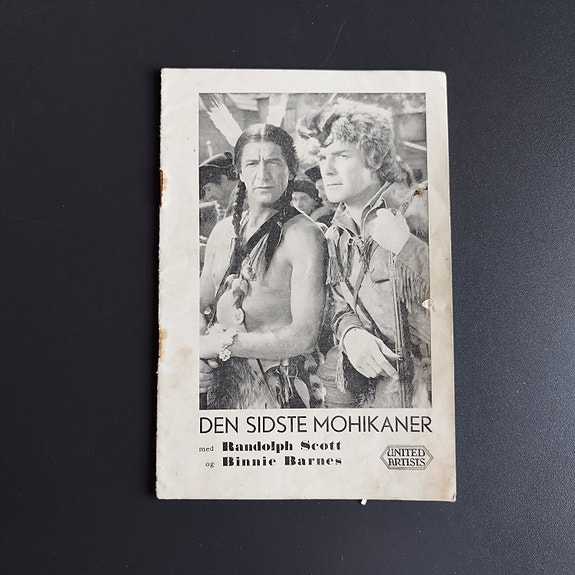 DEN SIDSTE MOHIKANER
med Randolph Scott
og Binnie Barnes
UNITED
ARTISTS